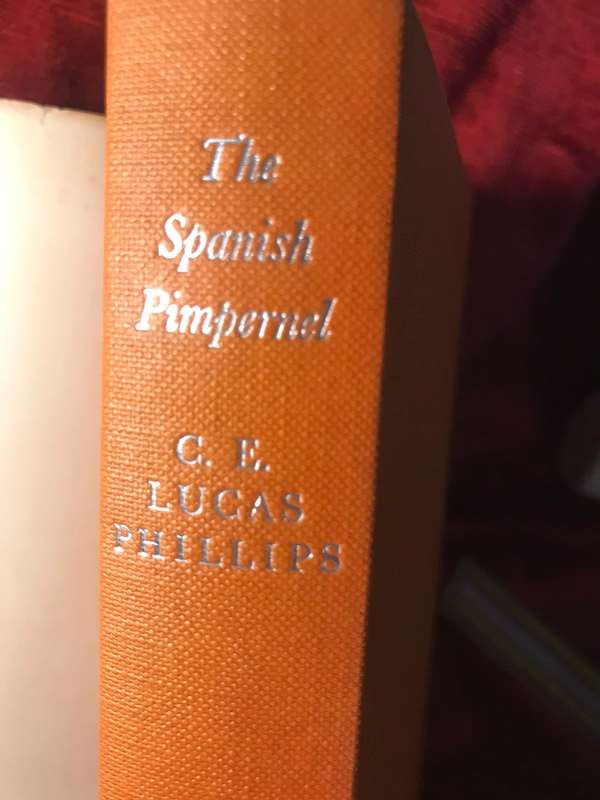 The
Spanish
Pimpernel
C. E.
LUCAS
PHILLIPS